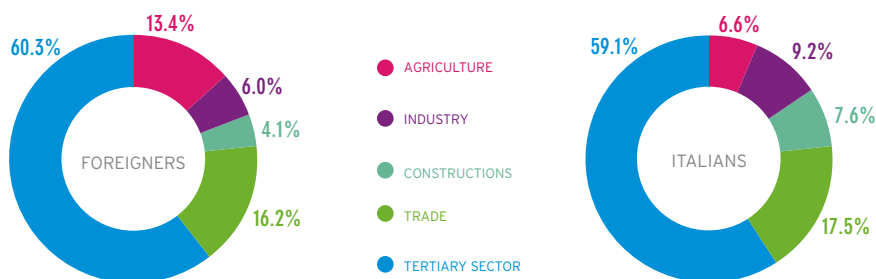 13.4%
60.3%
6.0%
4.1%
16.2%
FOREIGNERS
AGRICULTURE
INDUSTRY
CONSTRUCTIONS
TRADE
TERTIARY SECTOR
6.6%
59.1%
9.2%
7.6%
17.5%
ITALIANS